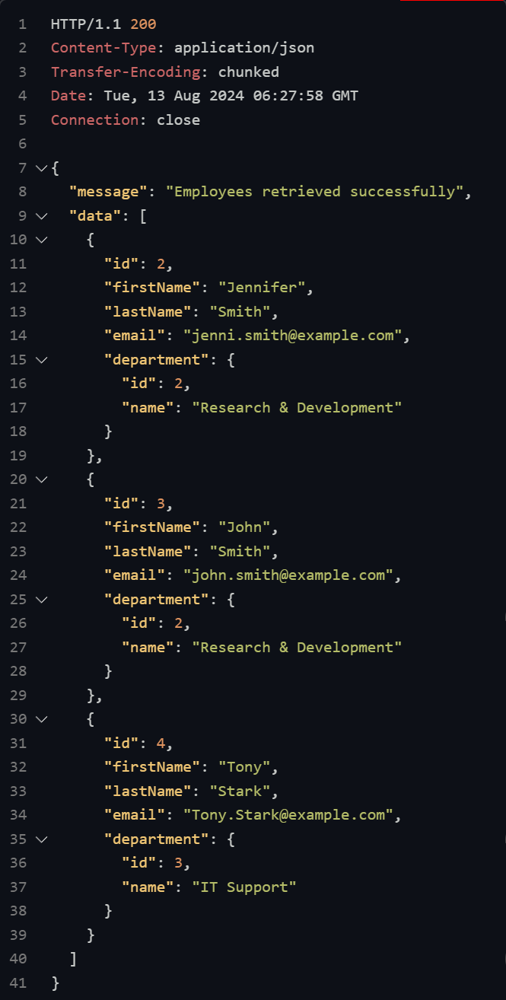 1 HTTP/1.1 200
2 Content-Type: application/json
3 Transfer-Encoding: chunked
4 Date: Tue, 13 Aug 2024 06:27:58 GMT
5 Connection: close
6
7 {
8   "message": "Employees retrieved successfully",
9   "data": [
10     {
11       "id": 2,
12       "firstName": "Jennifer",
13       "lastName": "Smith",
14       "email": "jenni.smith@example.com",
15       "department": {
16         "id": 2,
17         "name": "Research & Development"
18       }
19     },
20     {
21       "id": 3,
22       "firstName": "John",
23       "lastName": "Smith",
24       "email": "john.smith@example.com",
25       "department": {
26         "id": 2,
27         "name": "Research & Development"
28       }
29     },
30     {
31       "id": 4,
32       "firstName": "Tony",
33       "lastName": "Stark",
34       "email": "Tony.Stark@example.com",
35       "department": {
36         "id": 3,
37         "name": "IT Support"
38       }
39     }
40   ]
41 }